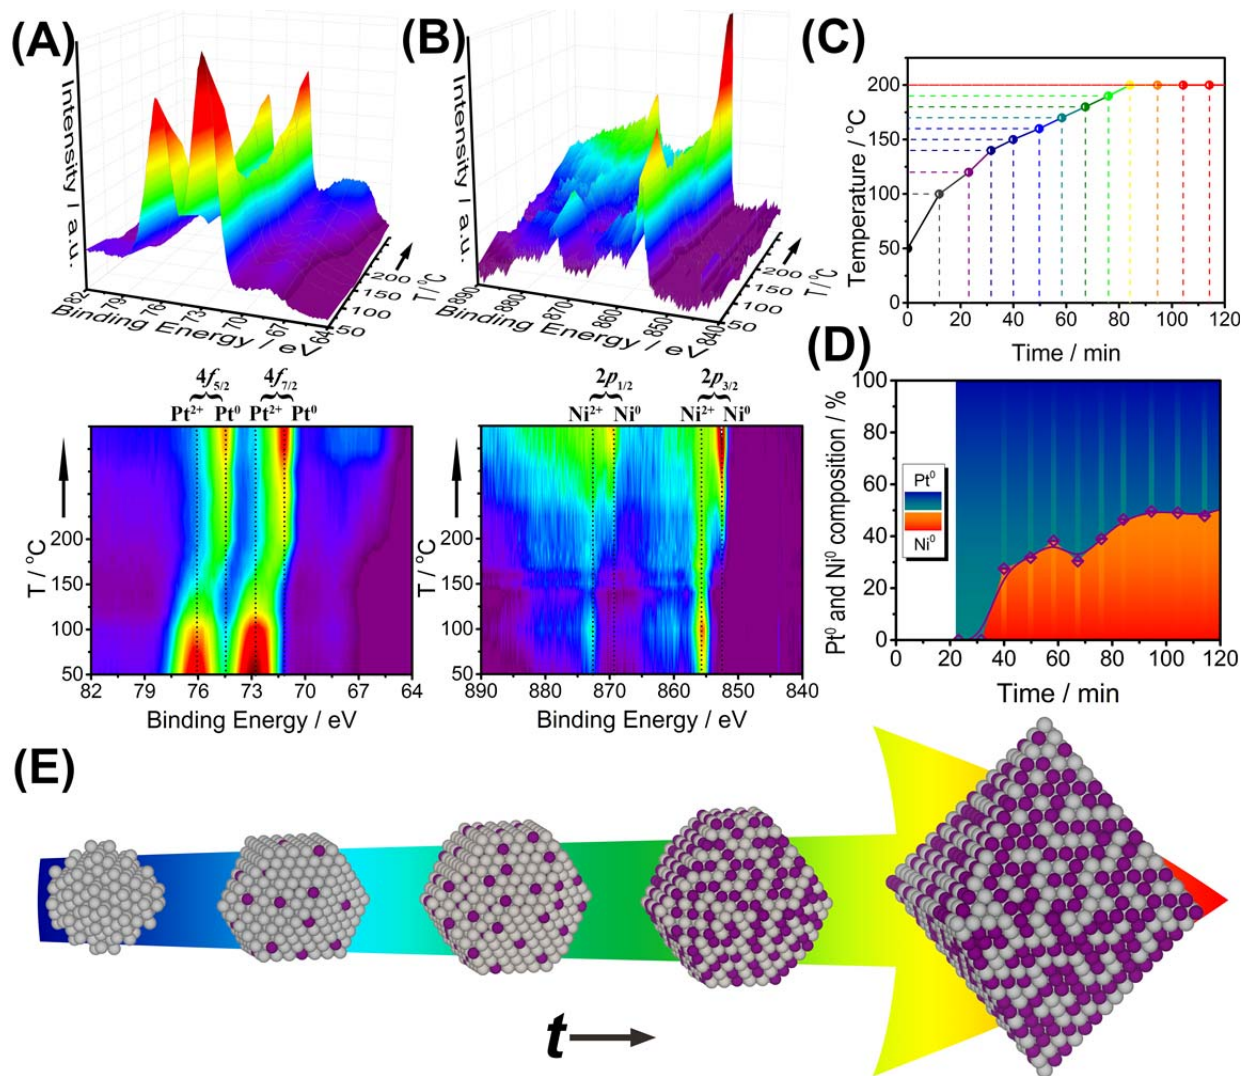 (A)
Intensity / a.u.
82
79
76
73
70
67
64
Binding Energy / eV
50
100
150
200
T/°C
(B)
Intensity / a.u.
890
880
870
860
850
840
Binding Energy / eV
50
100
150
200
T/°C
(C)
Temperature / °C
200
150
100
50
0
0 20 40 60 80 100 120
Time / min
4f5/2 4f7/2
Pt²⁺ Pt⁰ Pt²⁺ Pt⁰
T / °C
200
150
100
50
82 79 76 73 70 67 64
Binding Energy / eV
2p1/2 2p3/2
Ni²⁺ Ni⁰ Ni²⁺ Ni⁰
T / °C
200
150
100
50
890 880 870 860 850 840
Binding Energy / eV
(D)
Pt⁰ and Ni⁰ composition / %
100
80
60
40
20
0
Pt⁰
Ni⁰
0 20 40 60 80 100 120
Time / min
(E)
t